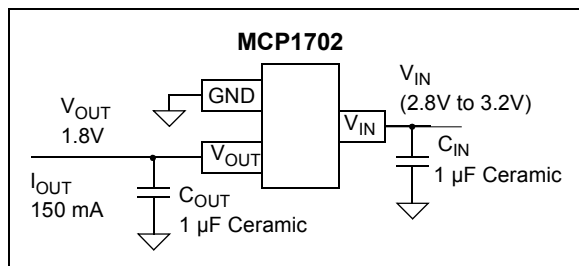 MCP1702
GND
V_IN
(2.8V to 3.2V)
V_OUT
1.8V
V_IN
V_OUT
C_IN
1 µF Ceramic
I_OUT
150 mA
C_OUT
1 µF Ceramic